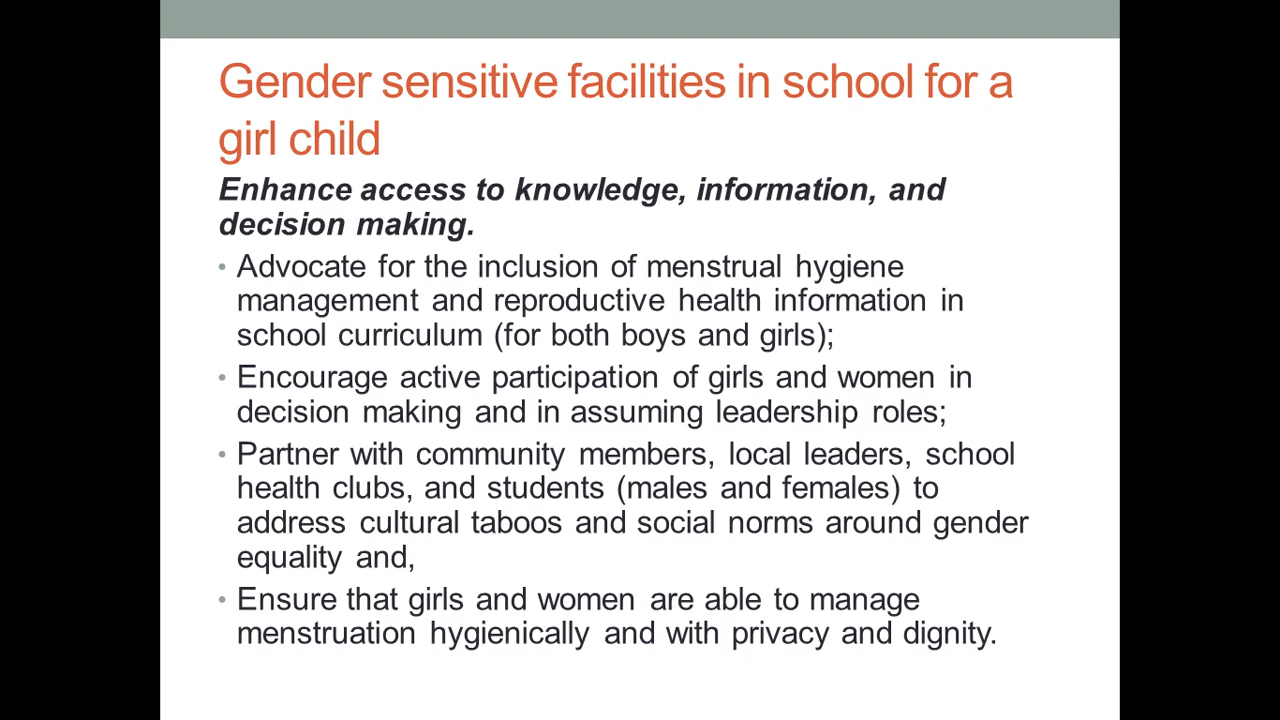 Gender sensitive facilities in school for a
girl child
Enhance access to knowledge, information, and
decision making.
• Advocate for the inclusion of menstrual hygiene
management and reproductive health information in
school curriculum (for both boys and girls);
• Encourage active participation of girls and women in
decision making and in assuming leadership roles;
• Partner with community members, local leaders, school
health clubs, and students (males and females) to
address cultural taboos and social norms around gender
equality and,
• Ensure that girls and women are able to manage
menstruation hygienically and with privacy and dignity.